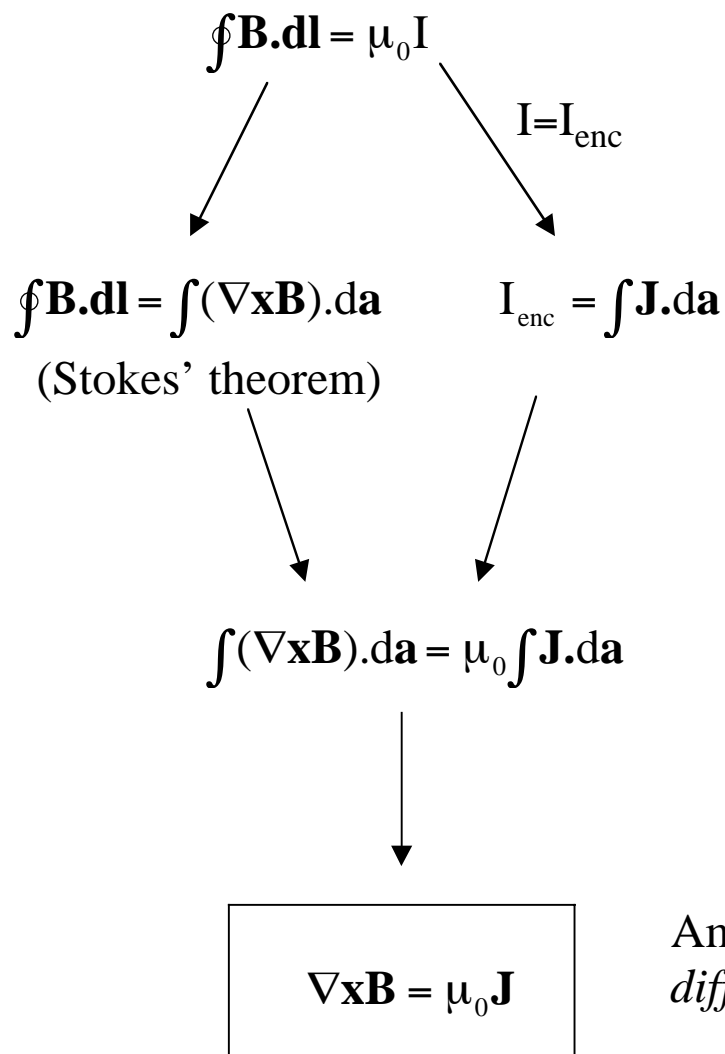 ∮B.dl = μ₀I
I=I_enc
∮B.dl = ∫(∇xB).da
I_enc = ∫J.da
(Stokes’ theorem)
∫(∇xB).da = μ₀∫J.da
∇xB = μ₀J